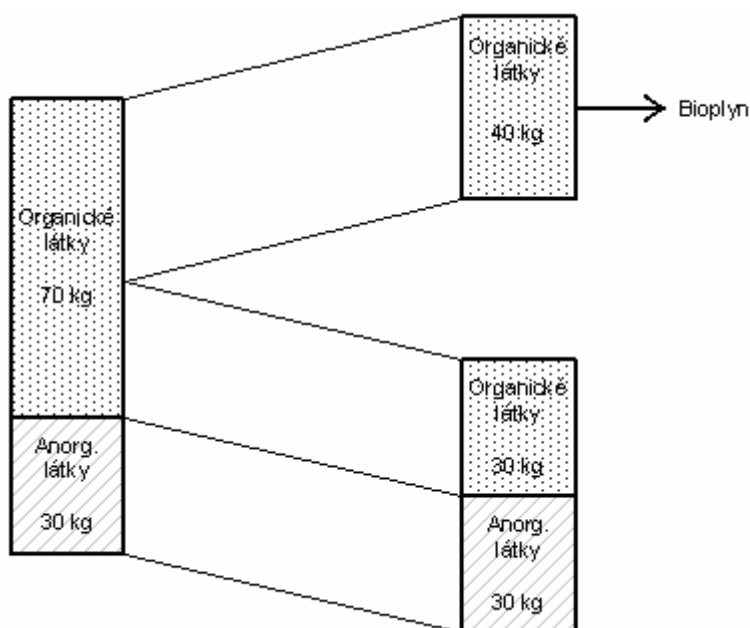 Organické
látky
70 kg
Anorg.
látky
30 kg
Organické
látky
40 kg
Bioplyn
Organické
látky
30 kg
Anorg.
látky
30 kg